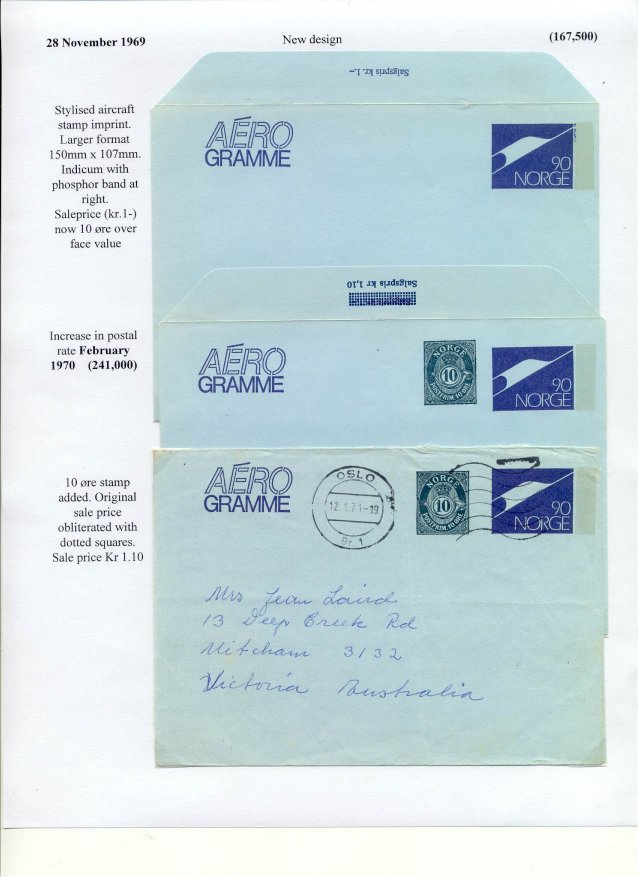 28 November 1969
New design
(167,500)
Salgspris kr. 1,-
Stylised aircraft
stamp imprint.
Larger format
150mm x 107mm.
Indicum with
phosphor band at
right.
Saleprice (kr.1-)
now 10 øre over
face value
AÉRO
GRAMME
90
NORGE
Salgspris kr 1,10
Increase in postal
rate February
1970 (241,000)
AÉRO
GRAMME
NORGE
10
POSTFRIM. 10 ØRE
90
NORGE
10 øre stamp
added. Original
sale price
obliterated with
dotted squares.
Sale price Kr 1.10
AÉRO
GRAMME
OSLO
12.1.71-19
Br. 1
NORGE
10
POSTFRIM. 10 ØRE
90
NORGE
Mrs Jean Laird
13 Deep Creek Rd
Mitcham 3132
Victoria Australia